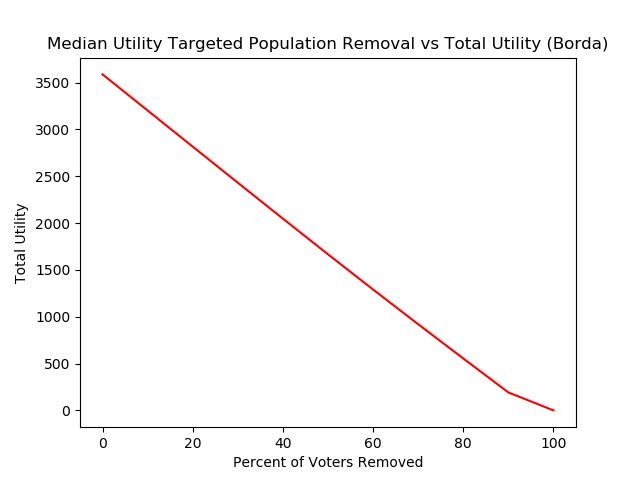 Median Utility Targeted Population Removal vs Total Utility (Borda)
3500
3000
2500
2000
1500
1000
500
0
Total Utility
0 20 40 60 80 100
Percent of Voters Removed